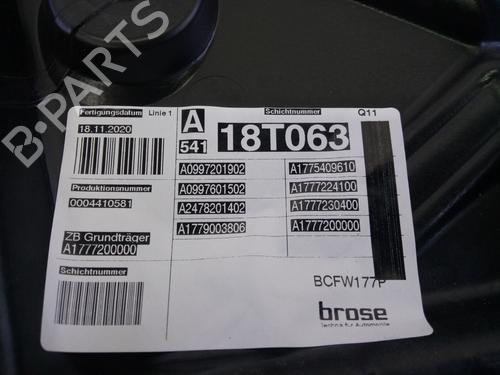 B-PARTS
Fertigungsdatum
Linie 1
18.11.2020
Produktionsnummer
0004410581
ZB Grundträger
A1777200000
Schichtnummer
Schichtnummer
Q11
A
541
18T063
A0997201902
A1775409610
A0997601502
A1777224100
A2478201402
A1777230400
A1779003806
A1777200000
BCFW177P
brose
Technik für Automobile